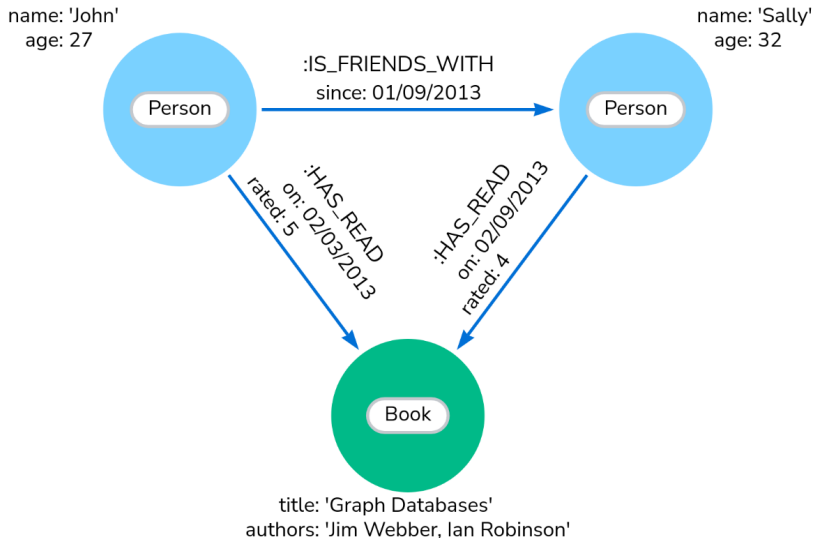 name: 'John'
age: 27
name: 'Sally'
age: 32
:IS_FRIENDS_WITH
since: 01/09/2013
Person
Person
:HAS_READ
on: 02/03/2013
rated: 5
:HAS_READ
on: 02/09/2013
rated: 4
Book
title: 'Graph Databases'
authors: 'Jim Webber, Ian Robinson'